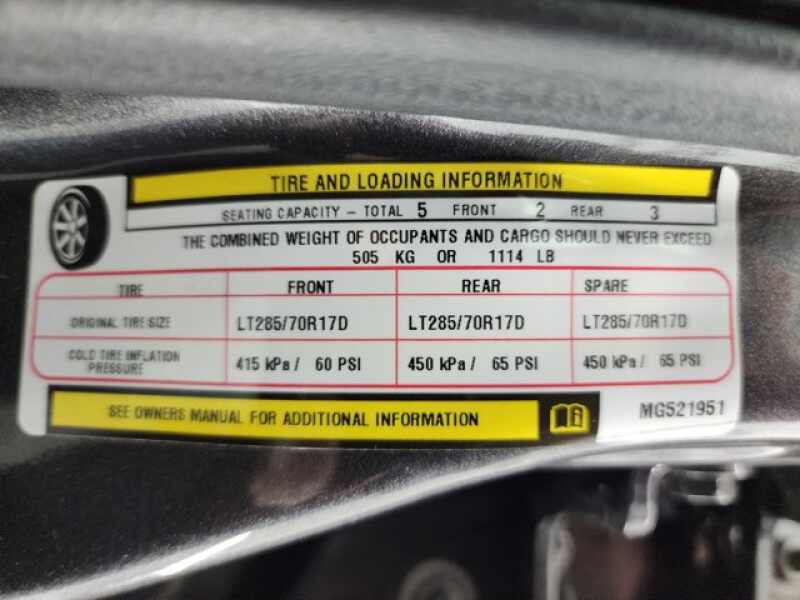 TIRE AND LOADING INFORMATION
SEATING CAPACITY – TOTAL 5 FRONT 2 REAR 3
THE COMBINED WEIGHT OF OCCUPANTS AND CARGO SHOULD NEVER EXCEED
505 KG OR 1114 LB
TIRE FRONT REAR SPARE
ORIGINAL TIRE SIZE LT285/70R17D LT285/70R17D LT285/70R17D
COLD TIRE INFLATION PRESSURE 415 kPa / 60 PSI 450 kPa / 65 PSI 450 kPa / 65 PSI
SEE OWNERS MANUAL FOR ADDITIONAL INFORMATION
MG521951